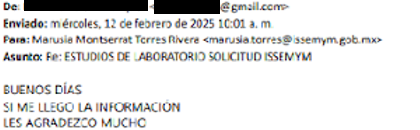 De: <@gmail.com>
Enviado: miércoles, 12 de febrero de 2025 10:01 a. m.
Para: Marusia Montserrat Torres Rivera <marusia.torres@issemym.gob.mx>
Asunto: Re: ESTUDIOS DE LABORATORIO SOLICITUD ISSEMYM
BUENOS DÍAS
SI ME LLEGO LA INFORMACIÓN
LES AGRADEZCO MUCHO